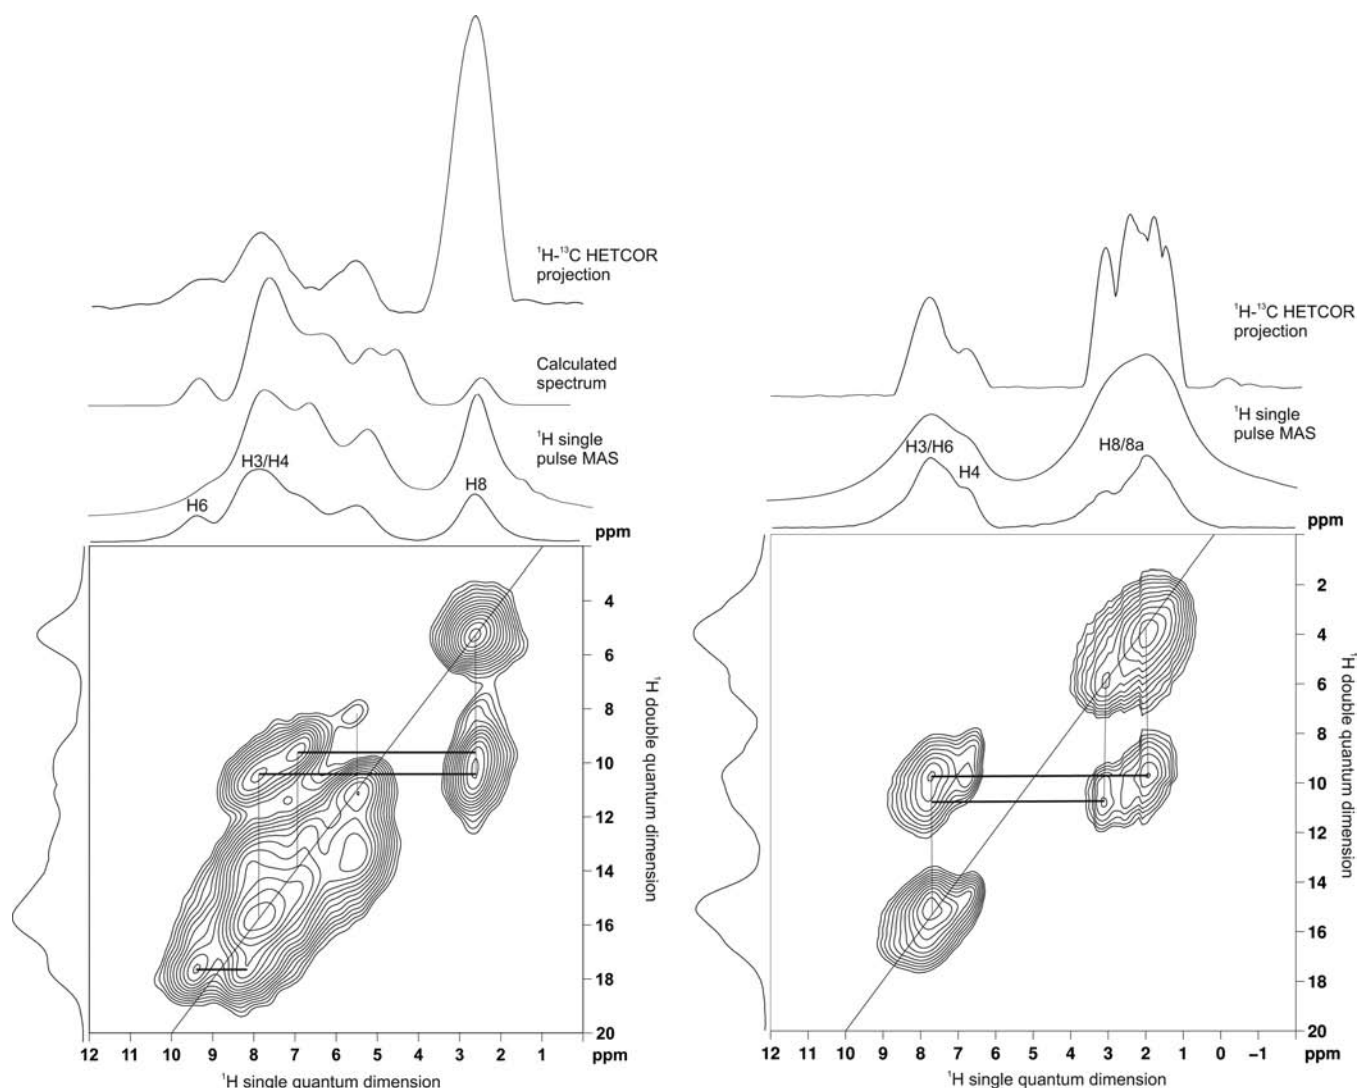 ¹H-¹³C HETCOR
projection
Calculated
spectrum
¹H single
pulse MAS
H3/H4
H6
H8
ppm
4
6
8
10
12
14
16
18
20
¹H double quantum dimension
12 11 10 9 8 7 6 5 4 3 2 1 ppm
¹H single quantum dimension
¹H-¹³C HETCOR
projection
¹H single
pulse MAS
H3/H6
H4
H8/8a
ppm
2
4
6
8
10
12
14
16
18
20
¹H double quantum dimension
12 11 10 9 8 7 6 5 4 3 2 1 0 −1 ppm
¹H single quantum dimension